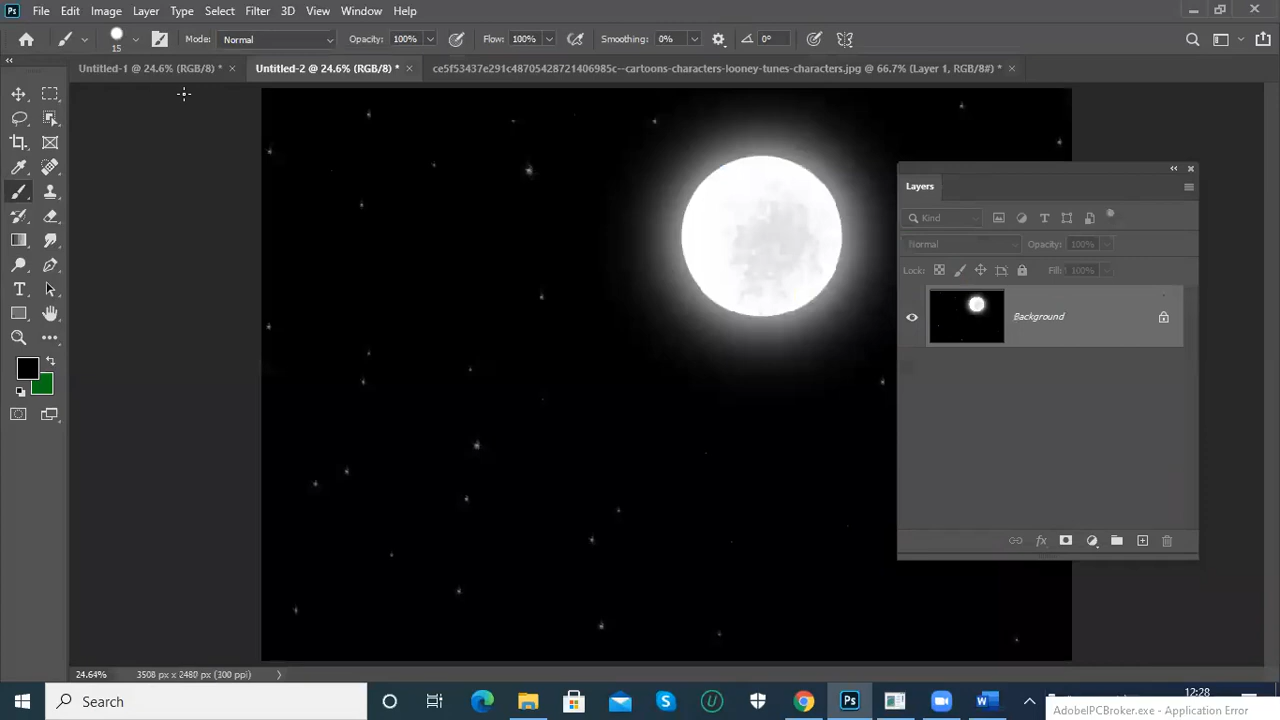 Ps File Edit Image Layer Type Select Filter 3D View Window Help
15 Mode: Normal Opacity: 100% Flow: 100% Smoothing: 0% 0°
Untitled-1 @ 24.6% (RGB/8) * × Untitled-2 @ 24.6% (RGB/8) * × ce5f53437e291c48705428721406985c--cartoons-characters-looney-tunes-characters.jpg @ 66.7% (Layer 1, RGB/8#) * ×
Layers
Kind
Normal Opacity: 100%
Lock: Fill: 100%
Background
24.64% 3508 px x 2480 px (300 ppi)
Search Ps 12:28
AdobeIPCBroker.exe - Application Error